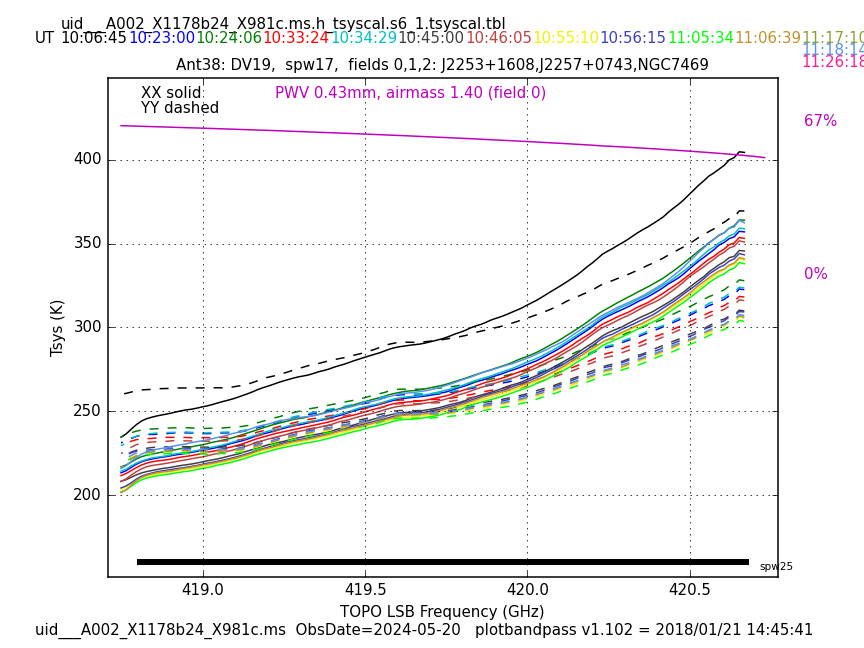 uid___A002_X1178b24_X981c.ms.h_tsyscal.s6_1.tsyscal.tbl
UT 10:06:45 10:23:00 10:24:06 10:33:24 10:34:29 10:45:00 10:46:05 10:55:10 10:56:15 11:05:34 11:06:39 11:17:10
11:18:14
11:26:18
Ant38: DV19,  spw17,  fields 0,1,2: J2253+1608,J2257+0743,NGC7469
XX solid PWV 0.43mm, airmass 1.40 (field 0)
YY dashed
67%
400
350
0%
300
Tsys (K)
250
200
spw25
419.0 419.5 420.0 420.5
TOPO LSB Frequency (GHz)
uid___A002_X1178b24_X981c.ms  ObsDate=2024-05-20   plotbandpass v1.102 = 2018/01/21 14:45:41